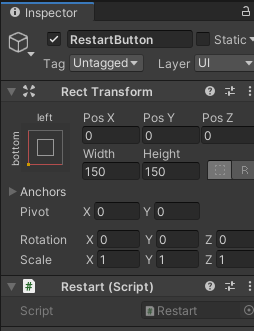 Inspector
RestartButton
Static
Tag Untagged Layer UI
Rect Transform
left
bottom
Pos X Pos Y Pos Z
0 0 0
Width Height
150 150
R
Anchors
Pivot X 0 Y 0
Rotation X 0 Y 0 Z 0
Scale X 1 Y 1 Z 1
# Restart (Script)
Script # Restart